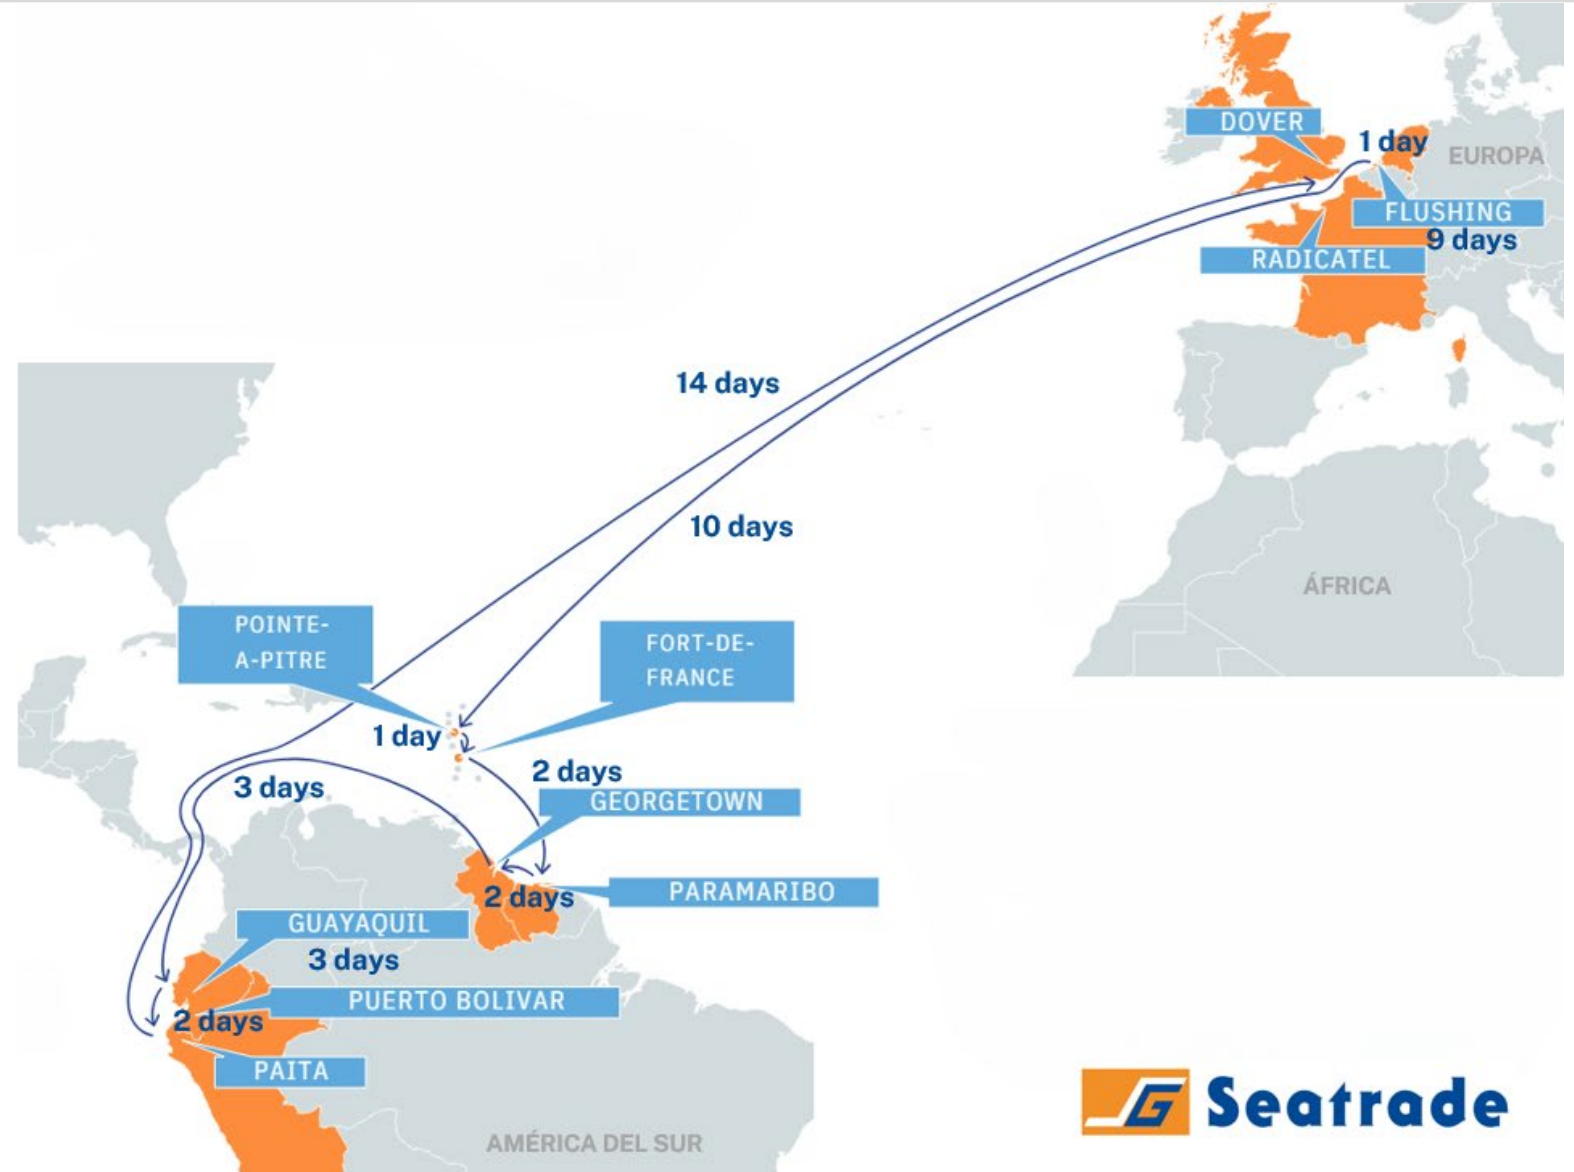 DOVER
1 day
EUROPA
FLUSHING
9 days
RADICATEL
14 days
10 days
ÁFRICA
POINTE-
A-PITRE
FORT-DE-
FRANCE
1 day
2 days
3 days
GEORGETOWN
2 days
PARAMARIBO
GUAYAQUIL
3 days
PUERTO BOLIVAR
2 days
PAITA
AMÉRICA DEL SUR
SG Seatrade